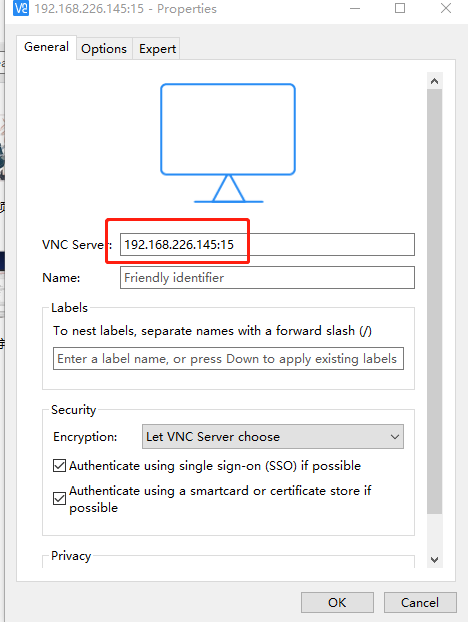 192.168.226.145:15 - Properties
General Options Expert
VNC Server: 192.168.226.145:15
Name: Friendly identifier
Labels
To nest labels, separate names with a forward slash (/)
Enter a label name, or press Down to apply existing labels
Security
Encryption: Let VNC Server choose
Authenticate using single sign-on (SSO) if possible
Authenticate using a smartcard or certificate store if
possible
Privacy
OK Cancel